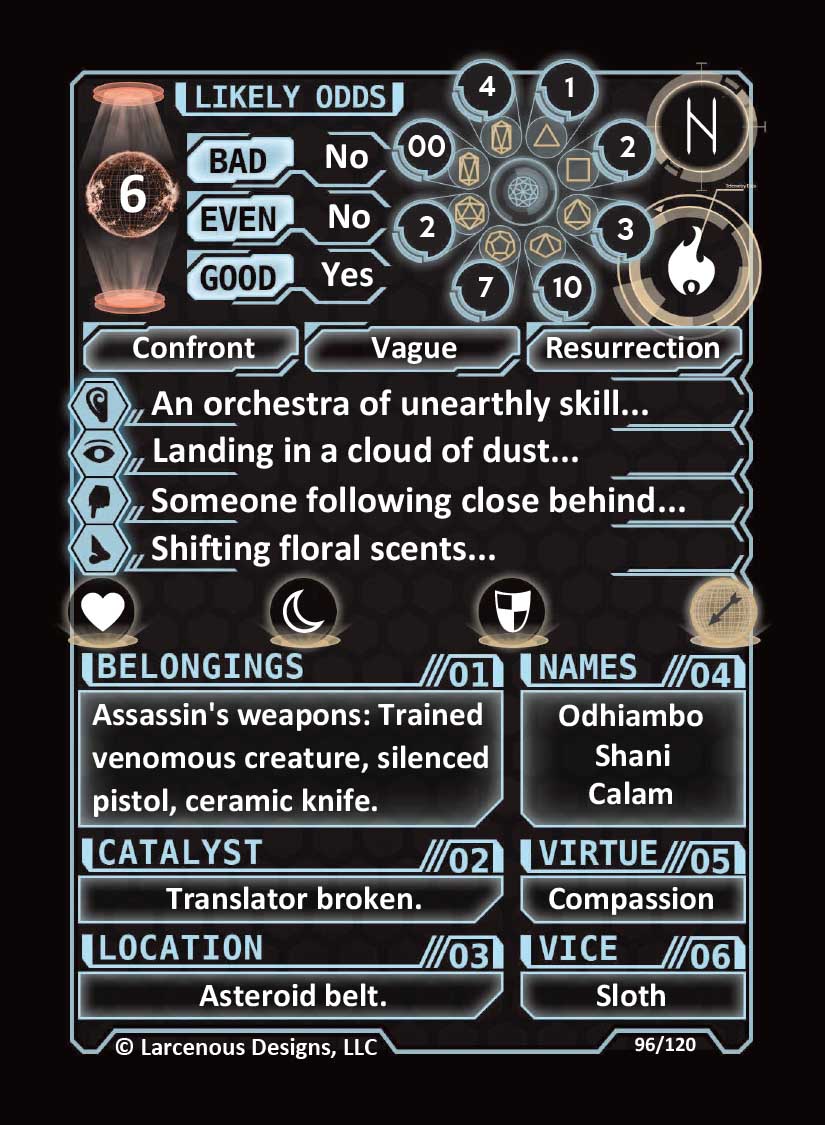 LIKELY ODDS
6
BAD No
EVEN No
GOOD Yes
4
1
00
2
2
3
7
10
ᚾ
Telemetry Data
Confront Vague Resurrection
An orchestra of unearthly skill...
Landing in a cloud of dust...
Someone following close behind...
Shifting floral scents...
BELONGINGS ///01
Assassin's weapons: Trained
venomous creature, silenced
pistol, ceramic knife.
NAMES ///04
Odhiambo
Shani
Calam
CATALYST ///02
Translator broken.
VIRTUE ///05
Compassion
LOCATION ///03
Asteroid belt.
VICE ///06
Sloth
© Larcenous Designs, LLC
96/120